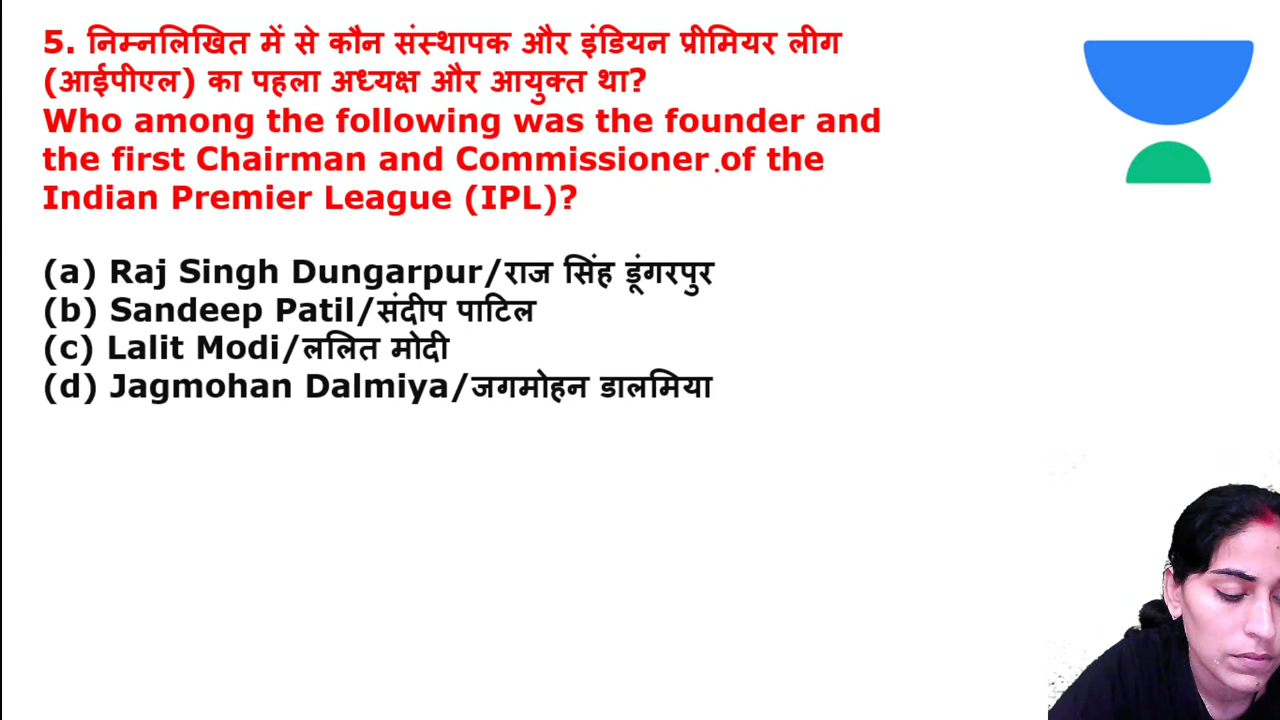 5. निम्नलिखित में से कौन संस्थापक और इंडियन प्रीमियर लीग
(आईपीएल) का पहला अध्यक्ष और आयुक्त था?
Who among the following was the founder and
the first Chairman and Commissioner of the
Indian Premier League (IPL)?
(a) Raj Singh Dungarpur/राज सिंह डूंगरपुर
(b) Sandeep Patil/संदीप पाटिल
(c) Lalit Modi/ललित मोदी
(d) Jagmohan Dalmiya/जगमोहन डालमिया